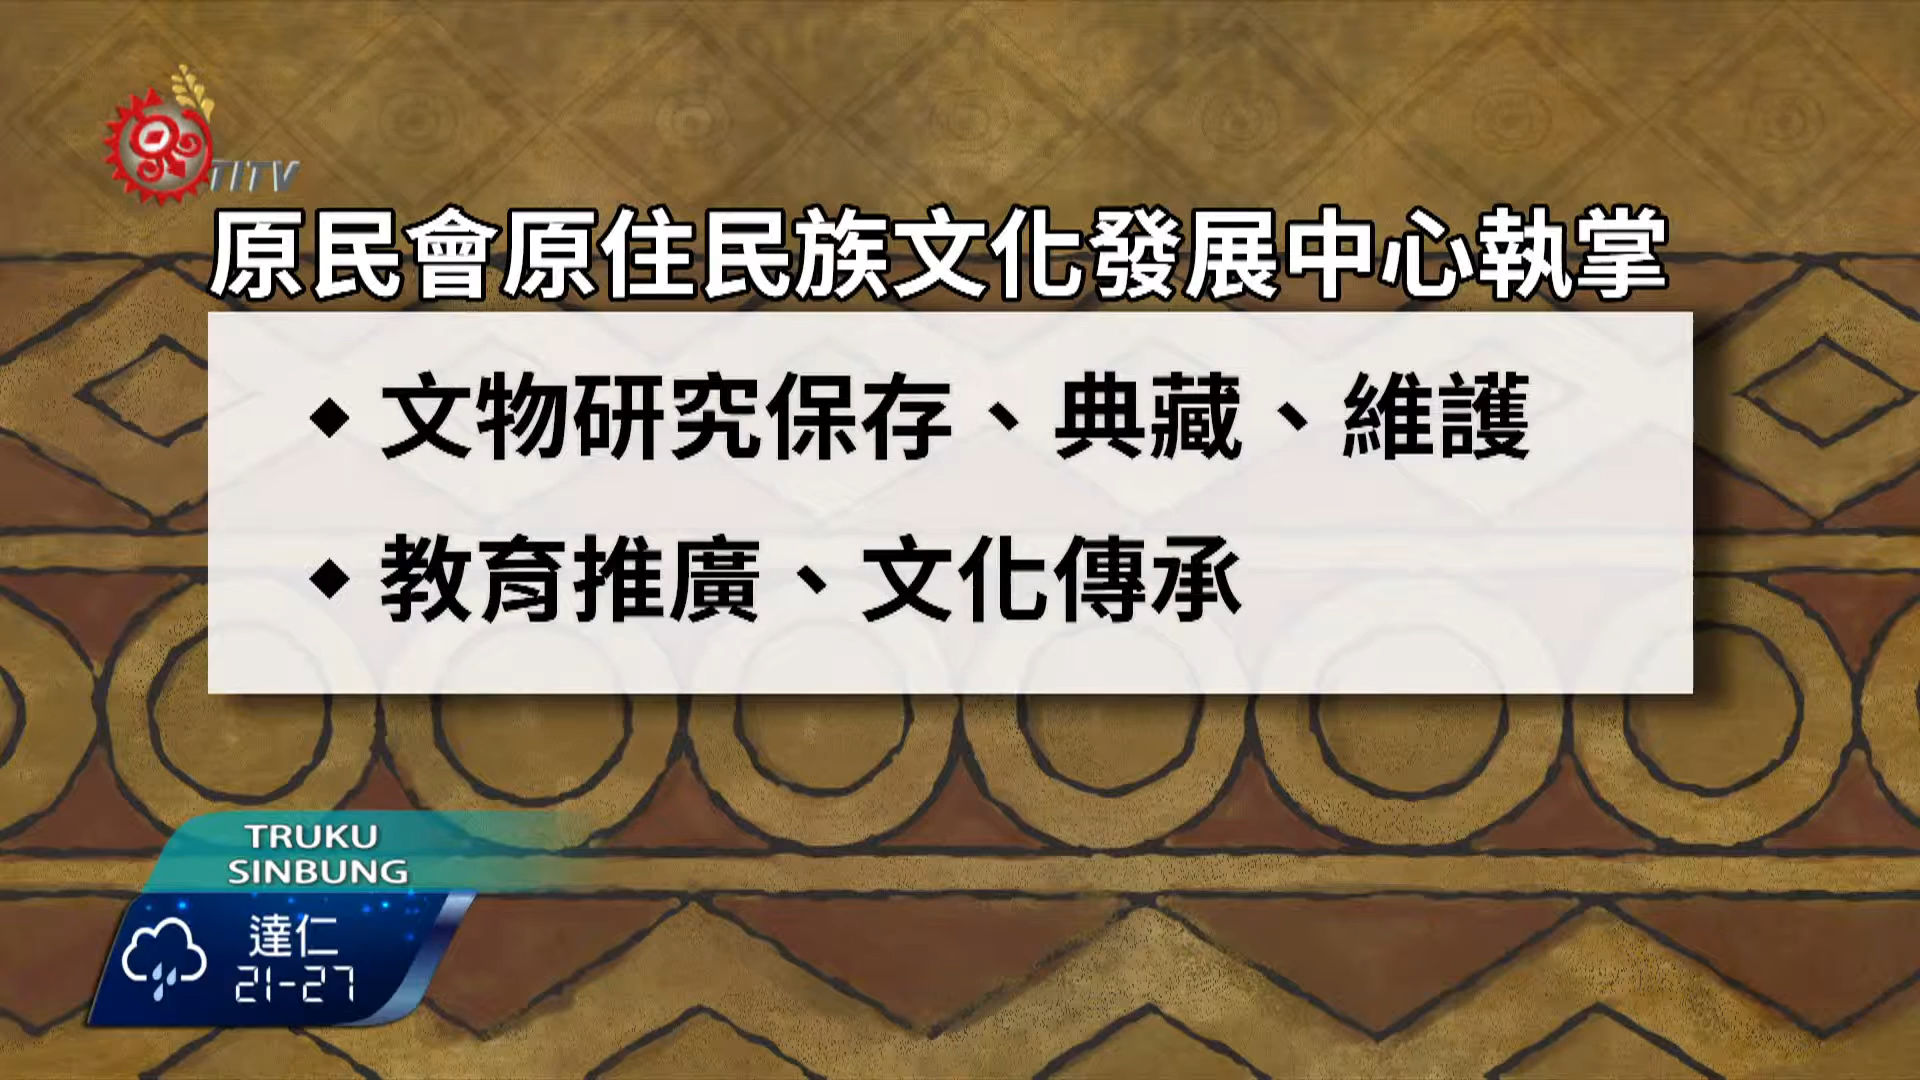 TITV
原民會原住民族文化發展中心執掌
◆文物研究保存、典藏、維護
◆教育推廣、文化傳承
TRUKU
SINBUNG
達仁
21-27